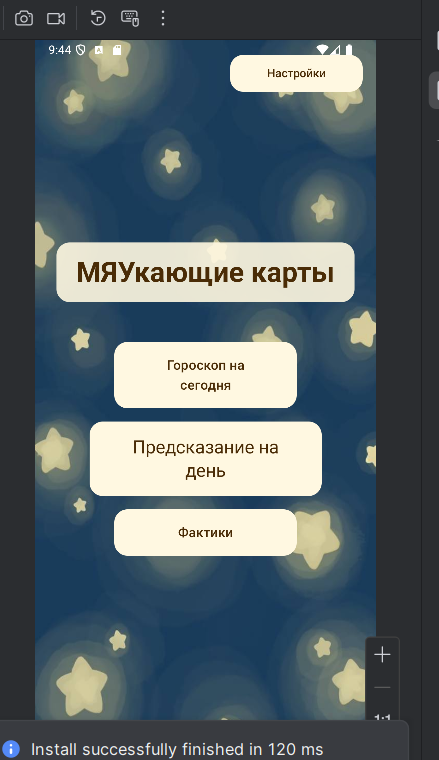 9:44
Настройки
МЯУкающие карты
Гороскоп на
сегодня
Предсказание на
день
Фактики
1:1
Install successfully finished in 120 ms